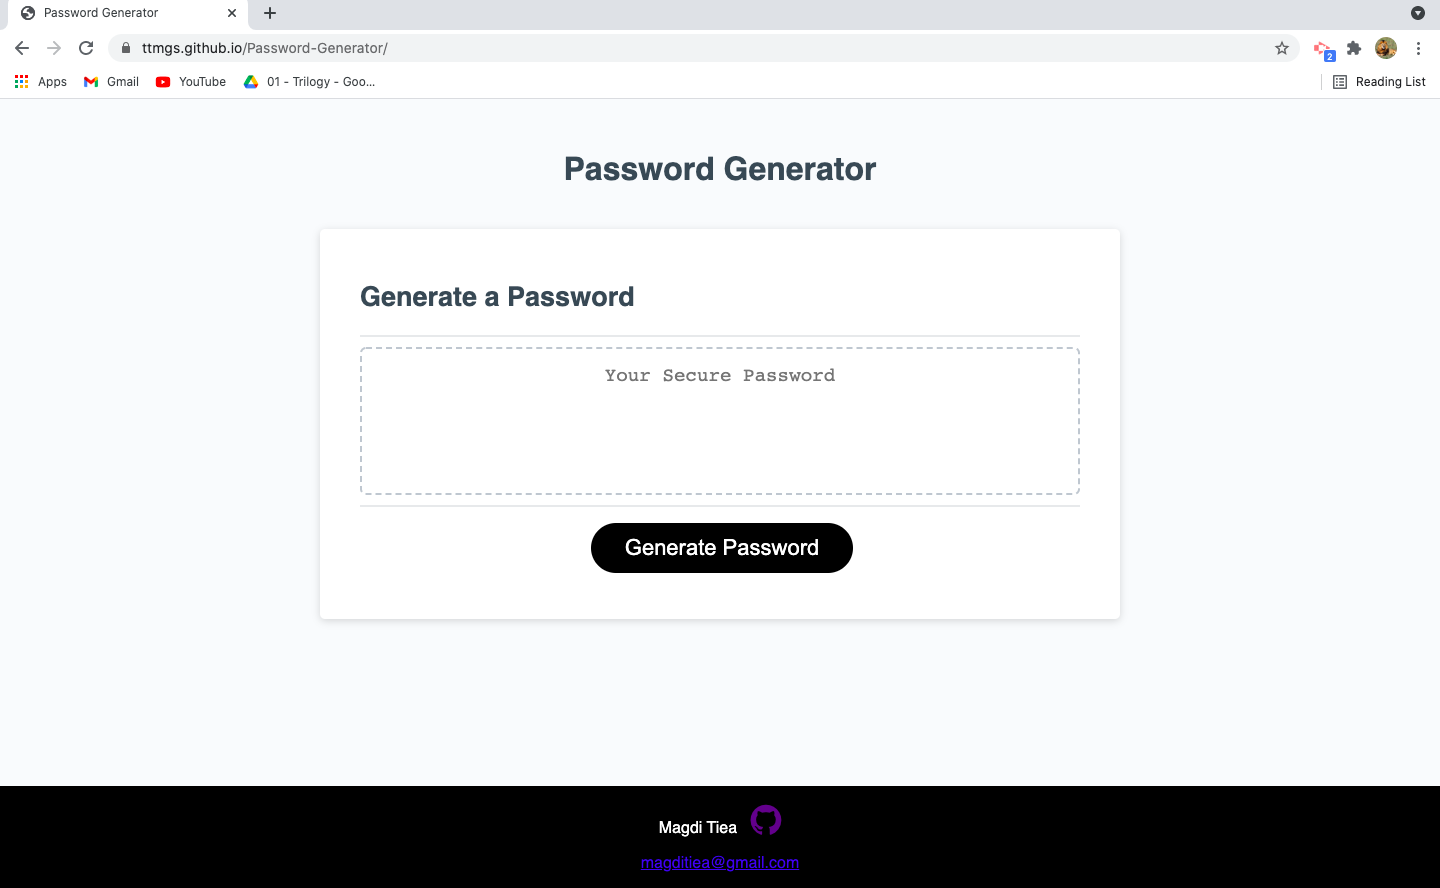 Password Generator
ttmgs.github.io/Password-Generator/
2
Apps Gmail YouTube 01 - Trilogy - Goo... Reading List
Password Generator
Generate a Password
Your Secure Password
Generate Password
Magdi Tiea
magditiea@gmail.com